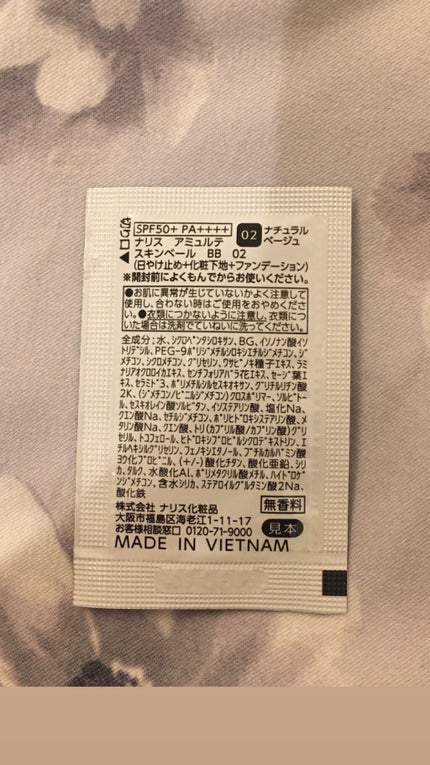 切り口
SPF50+ PA++++
ナリス アミュルテ
スキンベール BB 02
02 ナチュラル
ベージュ
(日やけ止め+化粧下地+ファンデーション)
※開封前によくもんでからお使いください。
●お肌に異常が生じていないかよく注意して
使用し、合わない時はご使用をおやめくださ
い。●衣類につかないように注意し、衣類につ
いた場合は洗剤でていねいに洗ってください。
全成分:水、シクロペンタシロキサン、BG、イソノナン酸イソ
トリデシル、PEG-9ポリジメチルシロキシエチルジメチコン、ジ
メチコン、シクロメチコン、グリセリン、ワサビノキ種子エキス、ラミ
ナリアオクロロイカエキス、センチフォリアバラ花エキス、セージ葉エ
キス、セラミド3、ポリメチルシルセスキオキサン、グリチルリチン酸
2K、(ジメチコン/ビニルジメチコン)クロスポリマー、ソルビトー
ル、セスキオレイン酸ソルビタン、イソステアリン酸、塩化Na、
クエン酸Na、セチルジメチコン、ポリヒドロキシステアリン酸、メタリン
酸Na、クエン酸、トリ(カプリル酸/カプリン酸)グリ
セリル、トコフェロール、ヒドロキシプロピルシクロデキストリン、エ
チルヘキシルグリセリン、フェノキシエタノール、ブチルカルバミン酸
ヨウ化プロピニル、(+/-)酸化チタン、酸化亜鉛、シリ
カ、タルク、水酸化Al、ポリメタクリル酸メチル、ハイドロゲ
ンジメチコン、含水シリカ、ステアロイルグルタミン酸2Na、
酸化鉄
無香料
株式会社 ナリス化粧品
大阪市福島区海老江1-11-17
お客様相談窓口 0120-71-9000
見本
MADE IN VIETNAM